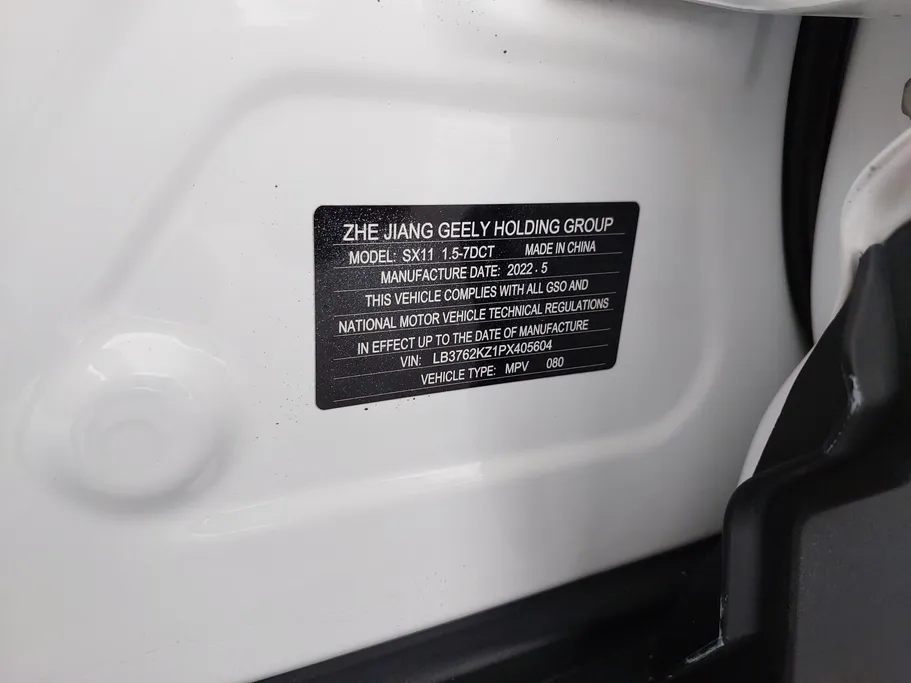 ZHE JIANG GEELY HOLDING GROUP
MODEL: SX11 1.5-7DCT MADE IN CHINA
MANUFACTURE DATE: 2022.5
THIS VEHICLE COMPLIES WITH ALL GSO AND
NATIONAL MOTOR VEHICLE TECHNICAL REGULATIONS
IN EFFECT UP TO THE DATE OF MANUFACTURE
VIN: LB3762KZ1PX405604
VEHICLE TYPE: MPV 080